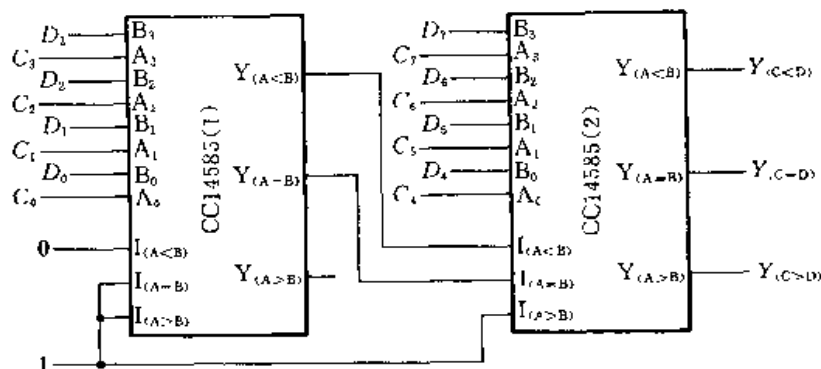 D₃ B₃
C₃ A₃
D₂ B₂
C₂ A₂
D₁ B₁
C₁ A₁
D₀ B₀
C₀ A₀
0 I(A<B)
I(A=B)
1 I(A>B)
CC14585(1)
Y(A<B)
Y(A=B)
Y(A>B)
D₇ B₃
C₇ A₃
D₆ B₂
C₆ A₂
D₅ B₁
C₅ A₁
D₄ B₀
C₄ A₀
I(A<B)
I(A=B)
I(A>B)
CC14585(2)
Y(A<B) Y(C<D)
Y(A=B) Y(C=D)
Y(A>B) Y(C>D)